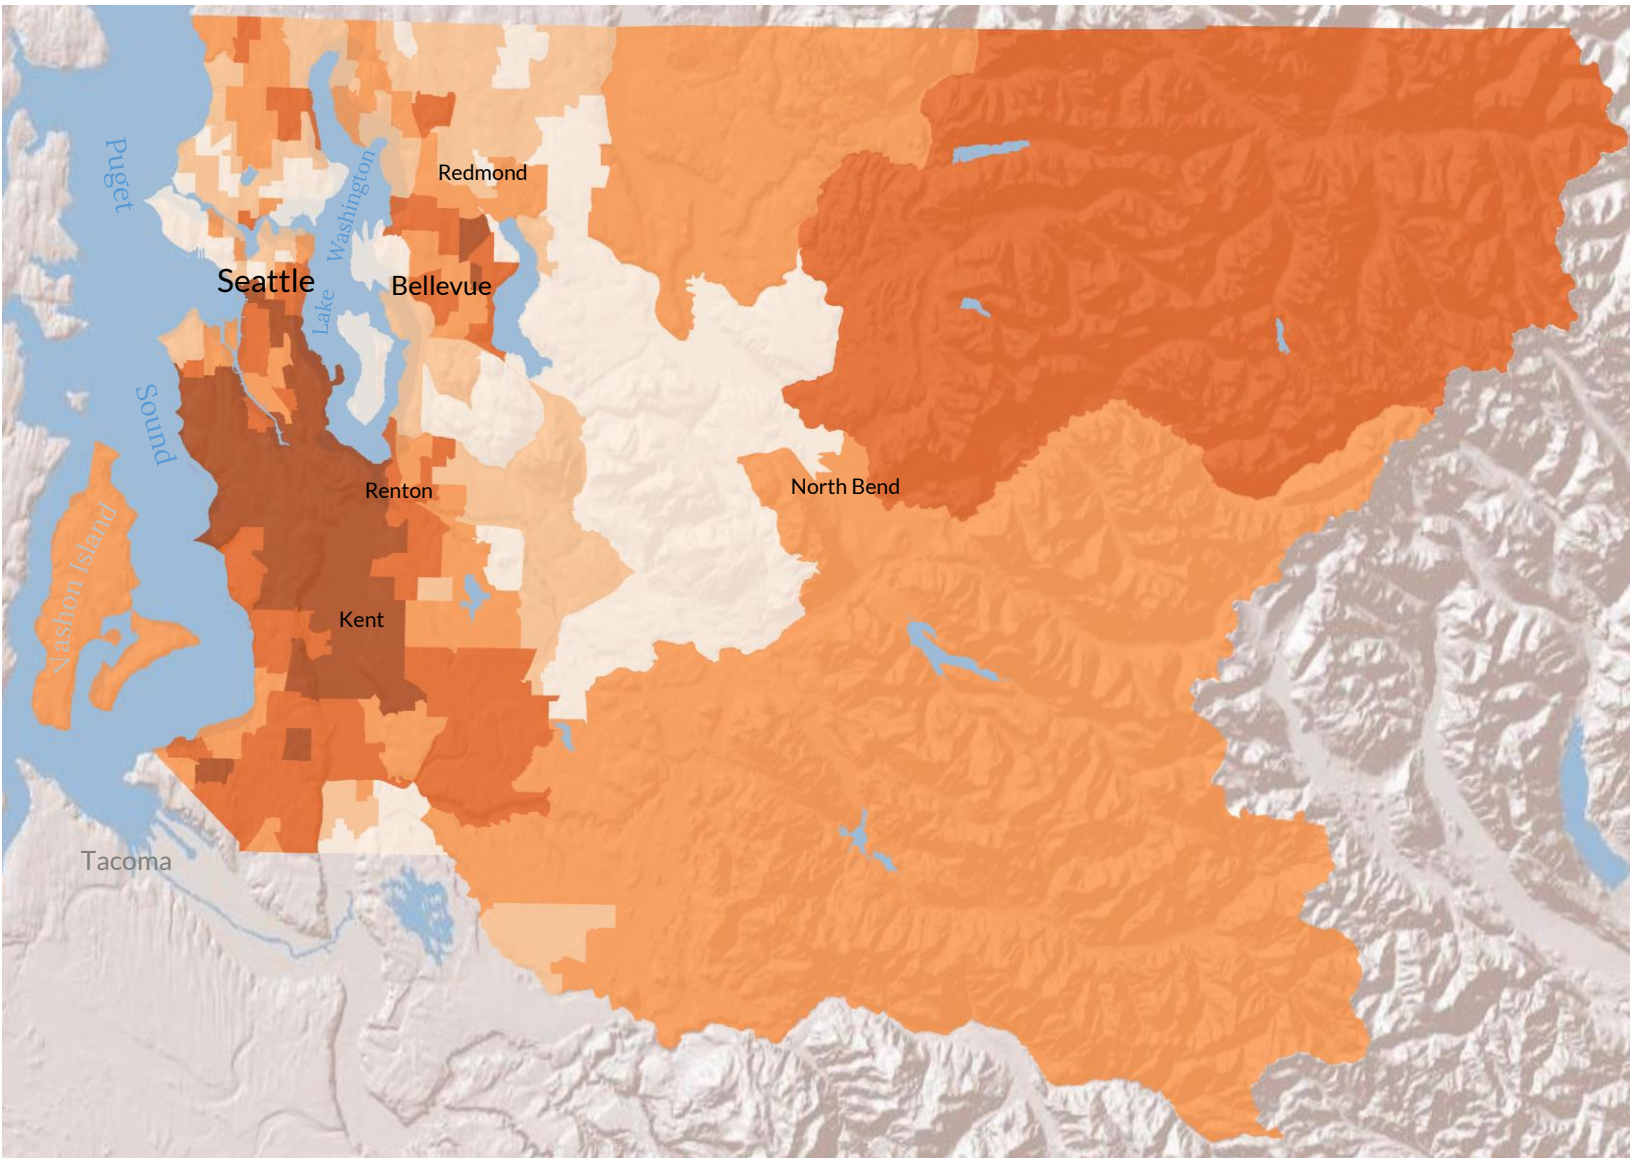 Puget
Sound
Lake
Washington
Redmond
Seattle
Bellevue
Renton
North Bend
Vashon Island
Kent
Tacoma